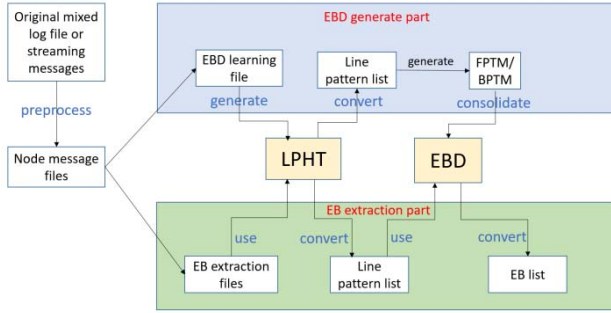 Original mixed
log file or
streaming
messages
preprocess
Node message
files
EBD generate part
EBD learning
file
generate
Line
pattern list
convert
generate
FPTM/
BPTM
consolidate
LPHT
EBD
EB extraction part
use
convert
use
convert
EB extraction
files
Line
pattern list
EB list